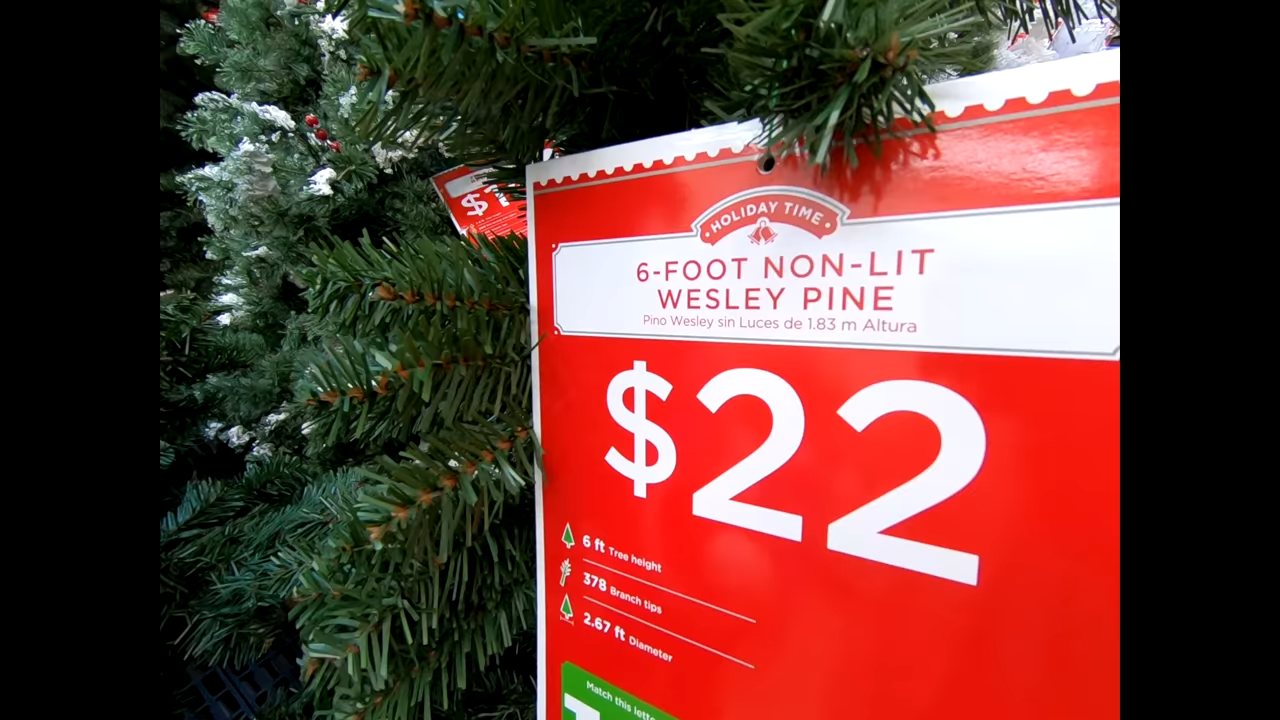 HOLIDAY TIME
6-FOOT NON-LIT
WESLEY PINE
Pino Wesley sin Luces de 1.83 m Altura
$22
6 ft Tree height
378 Branch tips
2.67 ft Diameter
Match this
$